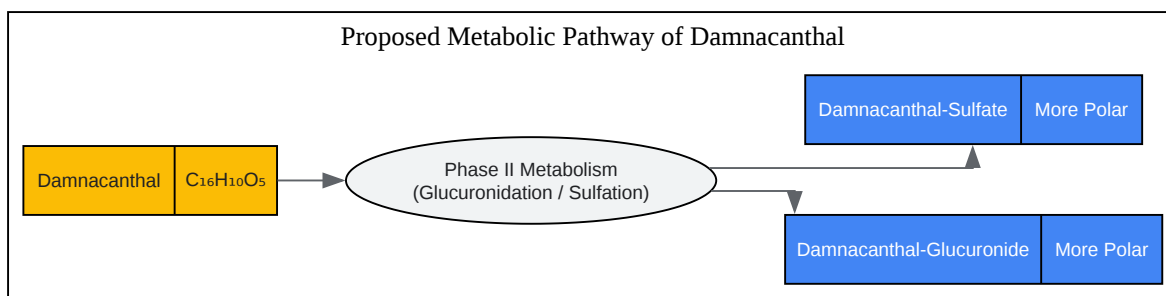 Proposed Metabolic Pathway of Damnacanthal
Damnacanthal
C₁₆H₁₀O₅
Phase II Metabolism
(Glucuronidation / Sulfation)
Damnacanthal-Sulfate
More Polar
Damnacanthal-Glucuronide
More Polar